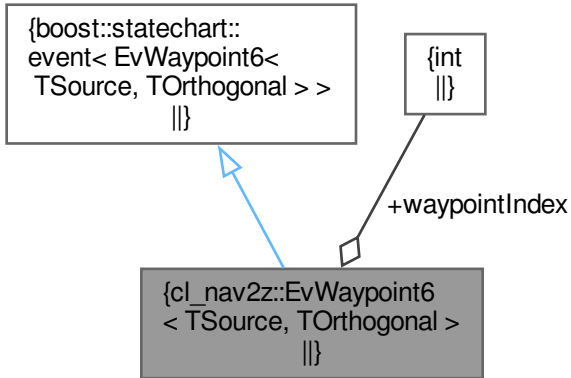 {boost::statechart::
event< EvWaypoint6<
TSource, TOrthogonal > >
||}
{int
||}
+waypointIndex
{cl_nav2z::EvWaypoint6
< TSource, TOrthogonal >
||}